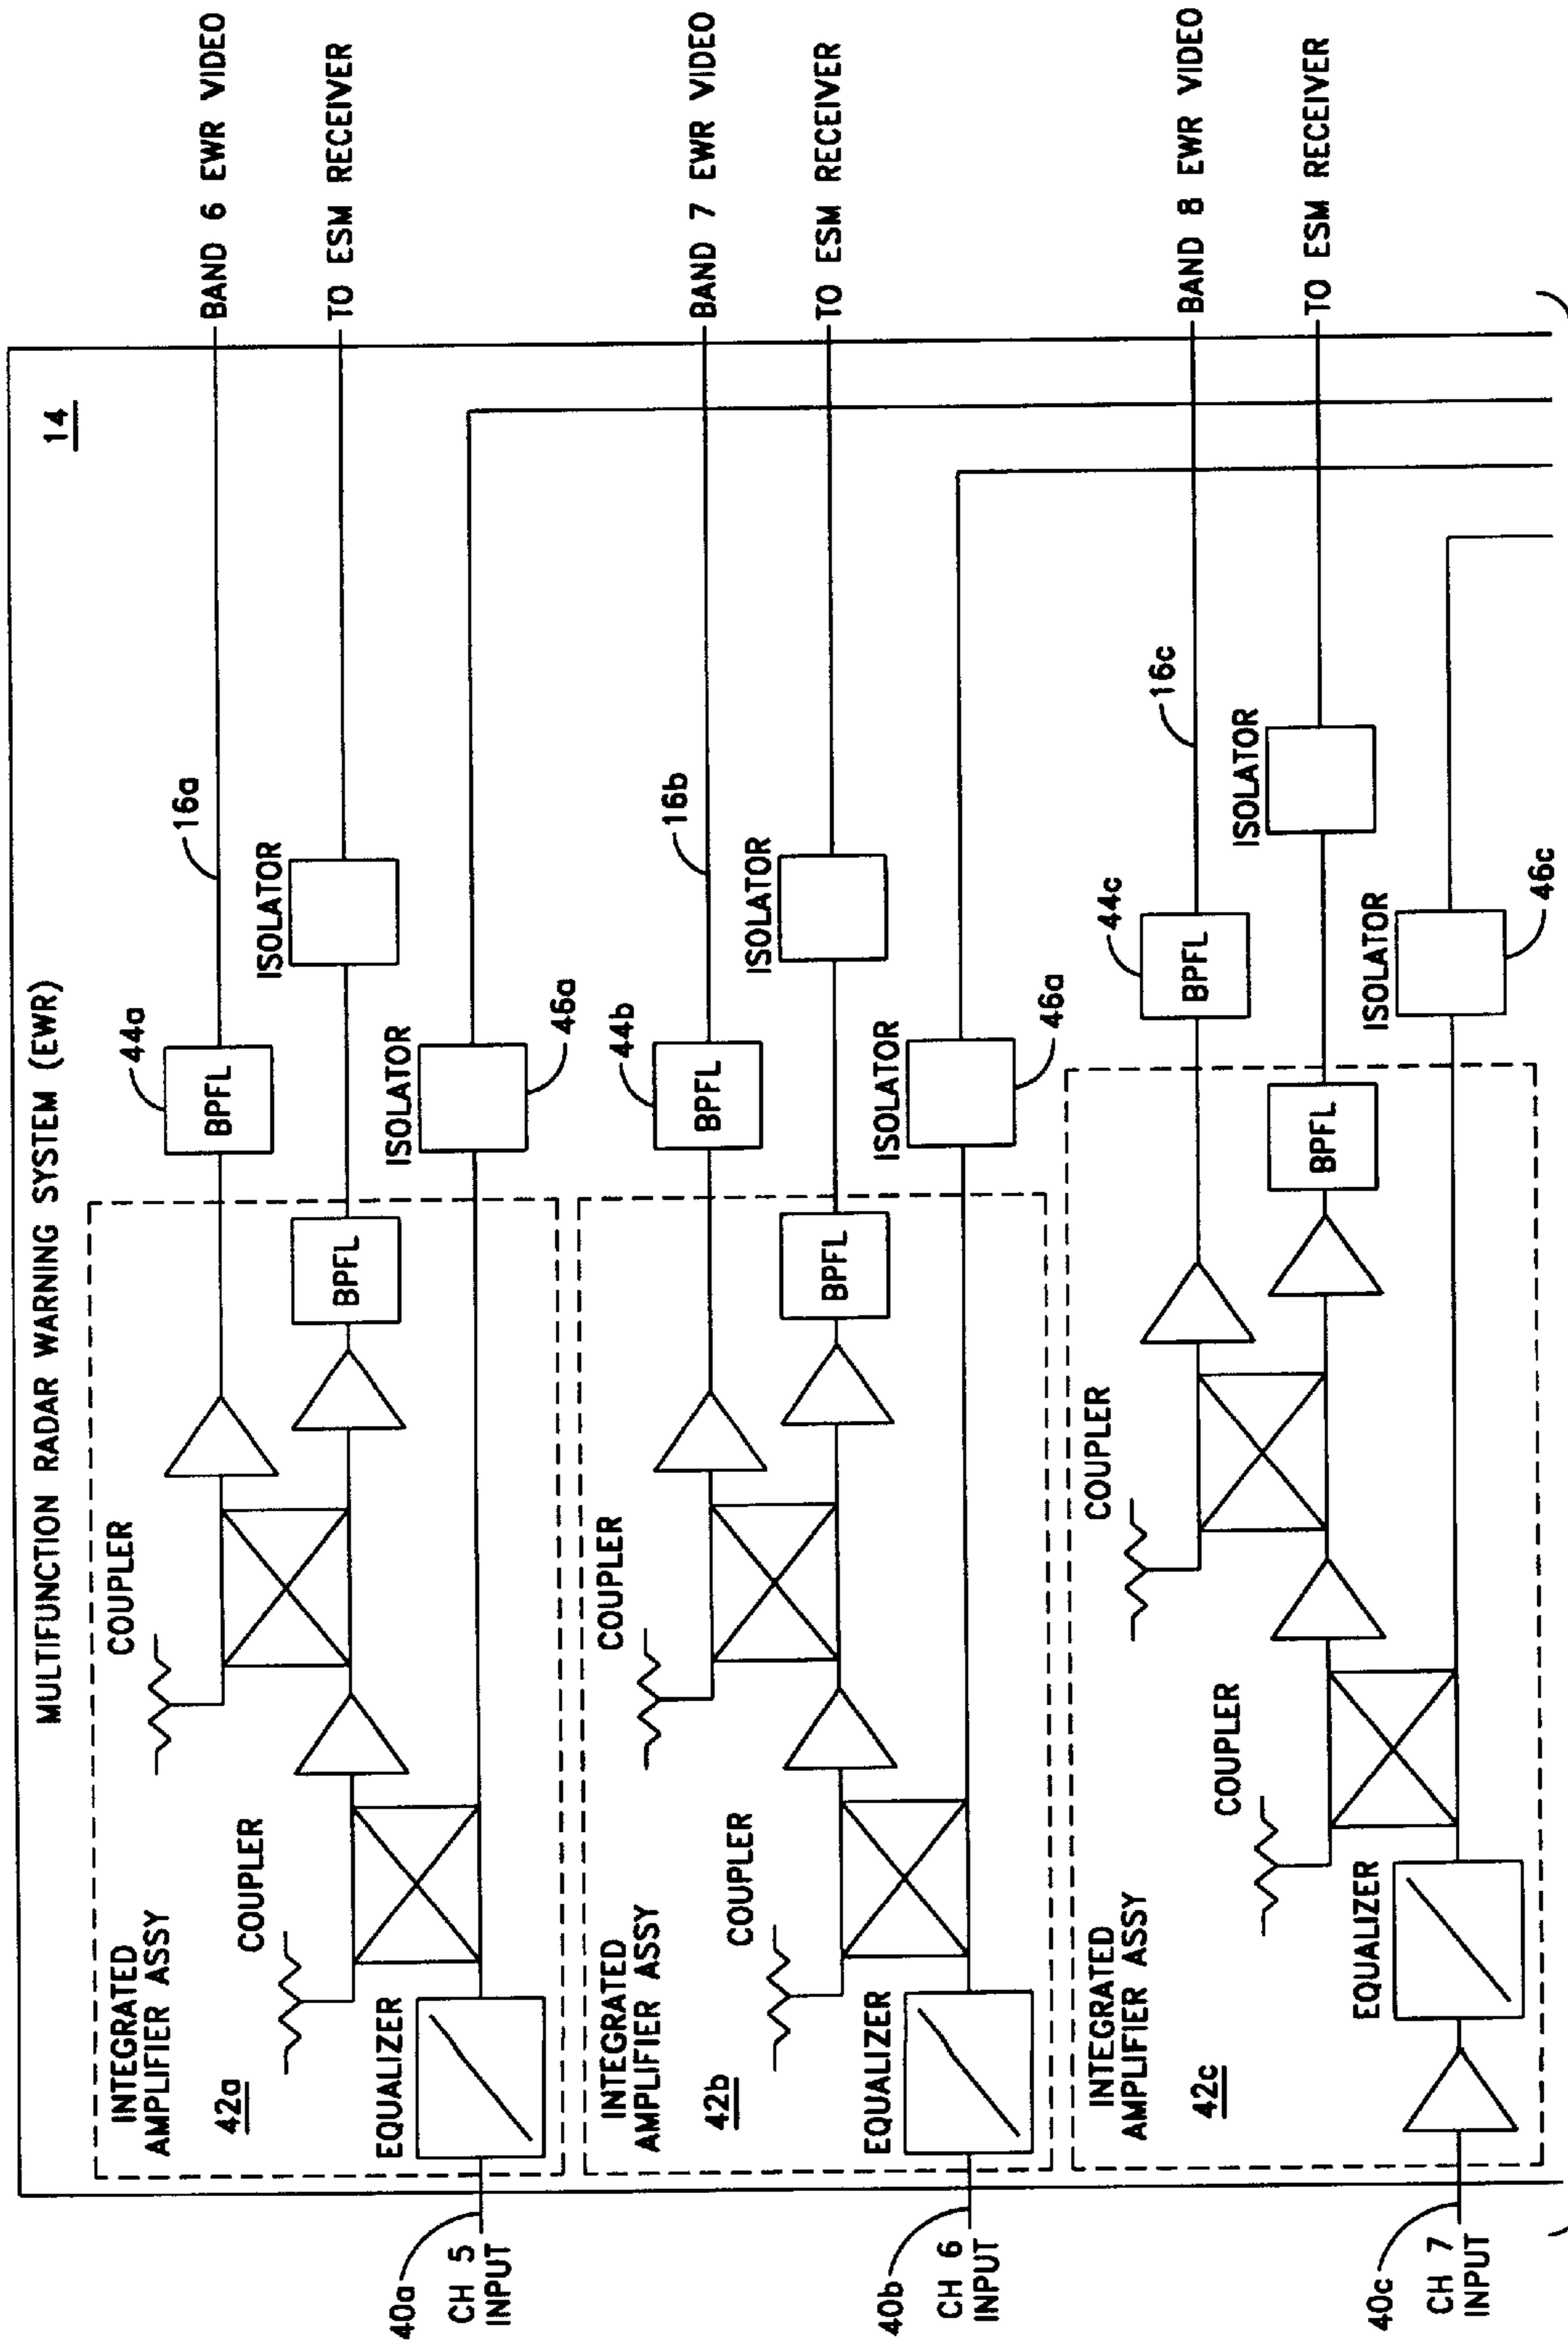 MULTIFUNCTION RADAR WARNING SYSTEM (EWR)
14
INTEGRATED
AMPLIFIER ASSY
42a
COUPLER
COUPLER
EQUALIZER
40a
CH 5
INPUT
44a
BPFL
BPFL
16a
ISOLATOR
ISOLATOR
46a
BAND 6 EWR VIDEO
TO ESM RECEIVER
INTEGRATED
AMPLIFIER ASSY
42b
COUPLER
COUPLER
EQUALIZER
40b
CH 6
INPUT
44b
BPFL
BPFL
16b
ISOLATOR
ISOLATOR
46a
BAND 7 EWR VIDEO
TO ESM RECEIVER
INTEGRATED
AMPLIFIER ASSY
42c
COUPLER
COUPLER
EQUALIZER
40c
CH 7
INPUT
44c
BPFL
BPFL
16c
ISOLATOR
ISOLATOR
46c
BAND 8 EWR VIDEO
TO ESM RECEIVER